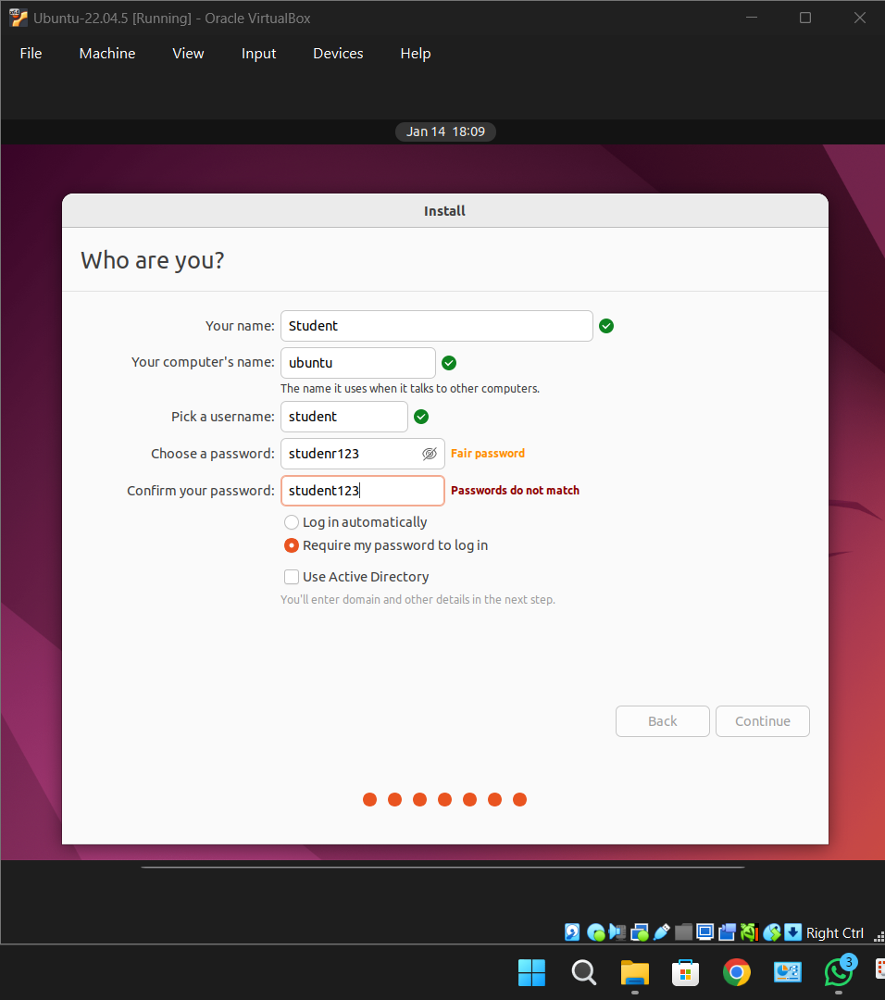 Ubuntu-22.04.5 [Running] - Oracle VirtualBox
File Machine View Input Devices Help
Jan 14 18:09
Install
Who are you?
Your name: Student
Your computer's name: ubuntu
The name it uses when it talks to other computers.
Pick a username: student
Choose a password: studenr123 Fair password
Confirm your password: student123 Passwords do not match
Log in automatically
Require my password to log in
Use Active Directory
You'll enter domain and other details in the next step.
Back Continue
Right Ctrl
3